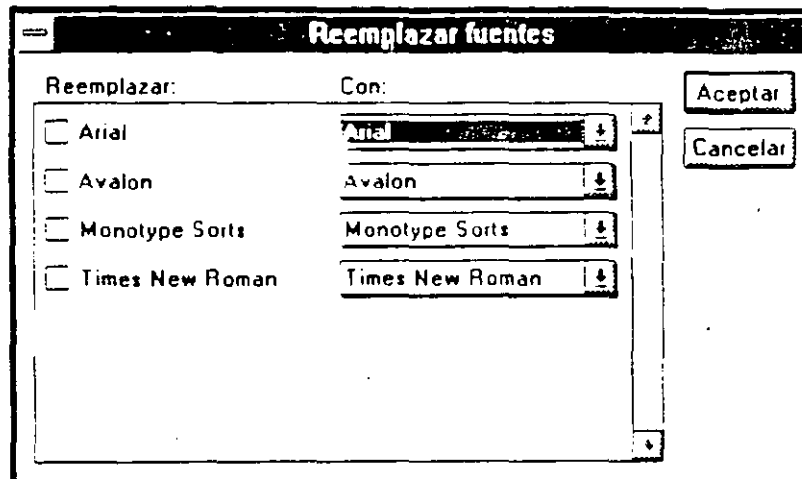 Reemplazar fuentes
Reemplazar: Con:
Aceptar
Arial Arial
Cancelar
Avalon Avalon
Monotype Sorts Monotype Sorts
Times New Roman Times New Roman